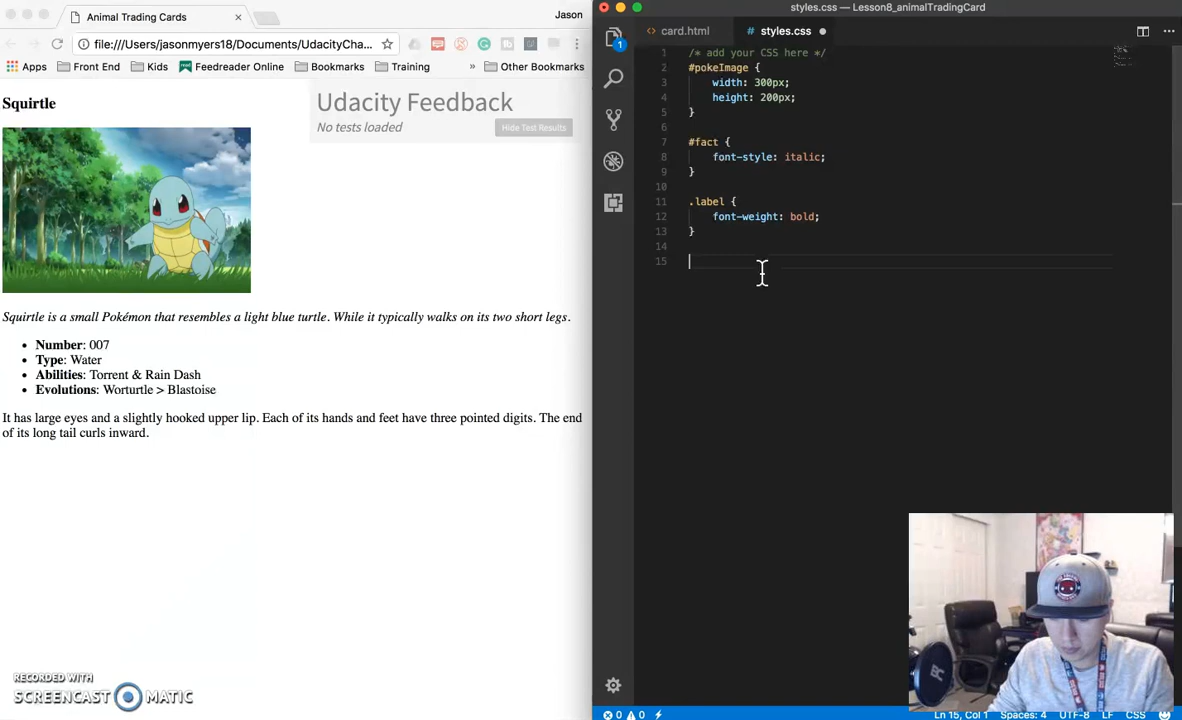 Animal Trading Cards
Jason
file:///Users/jasonmyers18/Documents/UdacityCha...
Apps Front End Kids Feedreader Online Bookmarks Training » Other Bookmarks
Squirtle
Udacity Feedback
No tests loaded
Hide Test Results
Squirtle is a small Pokémon that resembles a light blue turtle. While it typically walks on its two short legs.
• Number: 007
• Type: Water
• Abilities: Torrent & Rain Dash
• Evolutions: Worturtle > Blastoise
It has large eyes and a slightly hooked upper lip. Each of its hands and feet have three pointed digits. The end
of its long tail curls inward.
RECORDED WITH
SCREENCAST MATIC
styles.css — Lesson8_animalTradingCard
1
<> card.html # styles.css
1 /* add your CSS here */
2 #pokeImage {
3 width: 300px;
4 height: 200px;
5 }
6
7 #fact {
8 font-style: italic;
9 }
10
11 .label {
12 font-weight: bold;
13 }
14
15
0 0
Ln 15, Col 1 Spaces: 4 UTF-8 LF CSS